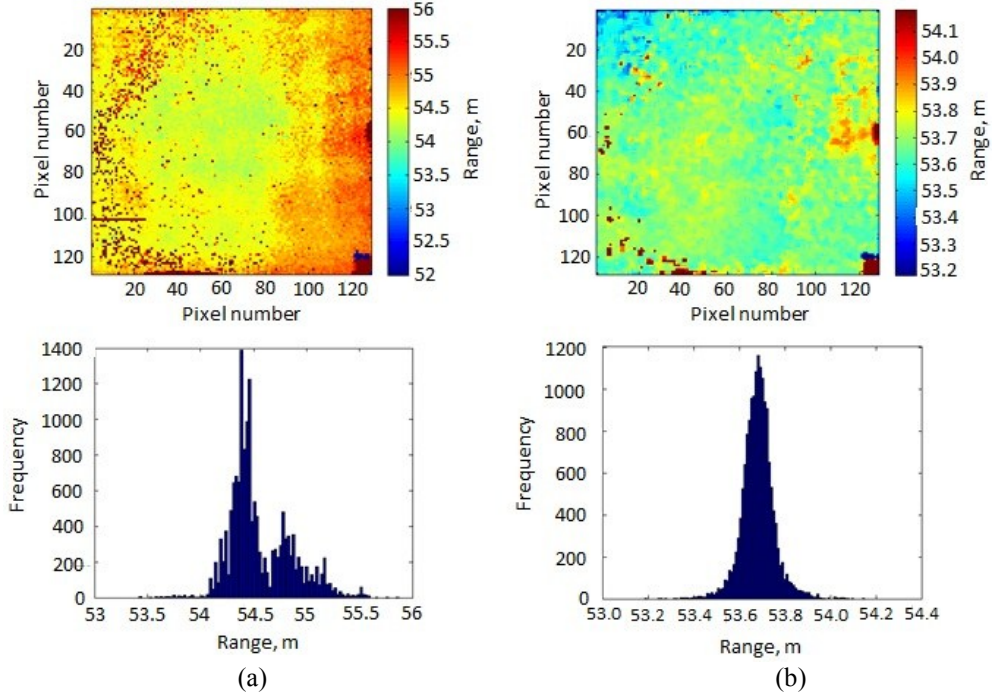 20
40
60
80
100
120
Pixel number
20 40 60 80 100 120
Pixel number
56
55.5
55
54.5
54
53.5
53
52.5
52
Range, m
20
40
60
80
100
120
Pixel number
20 40 60 80 100 120
Pixel number
54.1
54.0
53.9
53.8
53.7
53.6
53.5
53.4
53.3
53.2
Range, m
1400
1200
1000
800
600
400
200
0
Frequency
53 53.5 54 54.5 55 55.5 56
Range, m
(a)
1200
1000
800
600
400
200
0
Frequency
53.0 53.2 53.4 53.6 53.8 54.0 54.2 54.4
Range, m
(b)